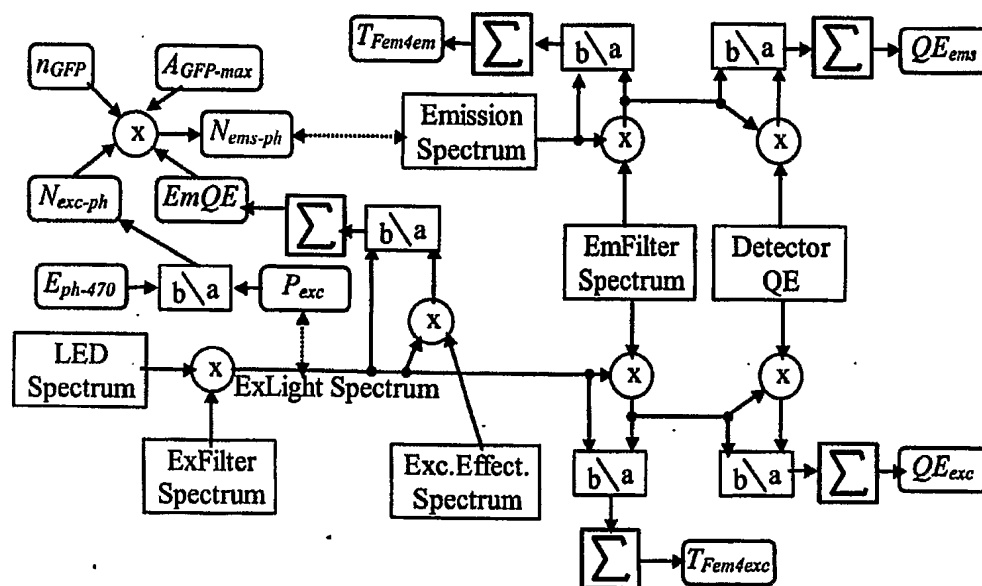 T_Fem4em
∑
b\a
b\a
∑
QE_ems
n_GFP
A_GFP-max
x
N_ems-ph
Emission
Spectrum
x
x
N_exc-ph
EmQE
∑
b\a
EmFilter
Spectrum
Detector
QE
E_ph-470
b\a
P_exc
x
LED
Spectrum
x
ExLight Spectrum
x
x
ExFilter
Spectrum
Exc.Effect.
Spectrum
b\a
b\a
∑
QE_exc
∑
T_Fem4exc